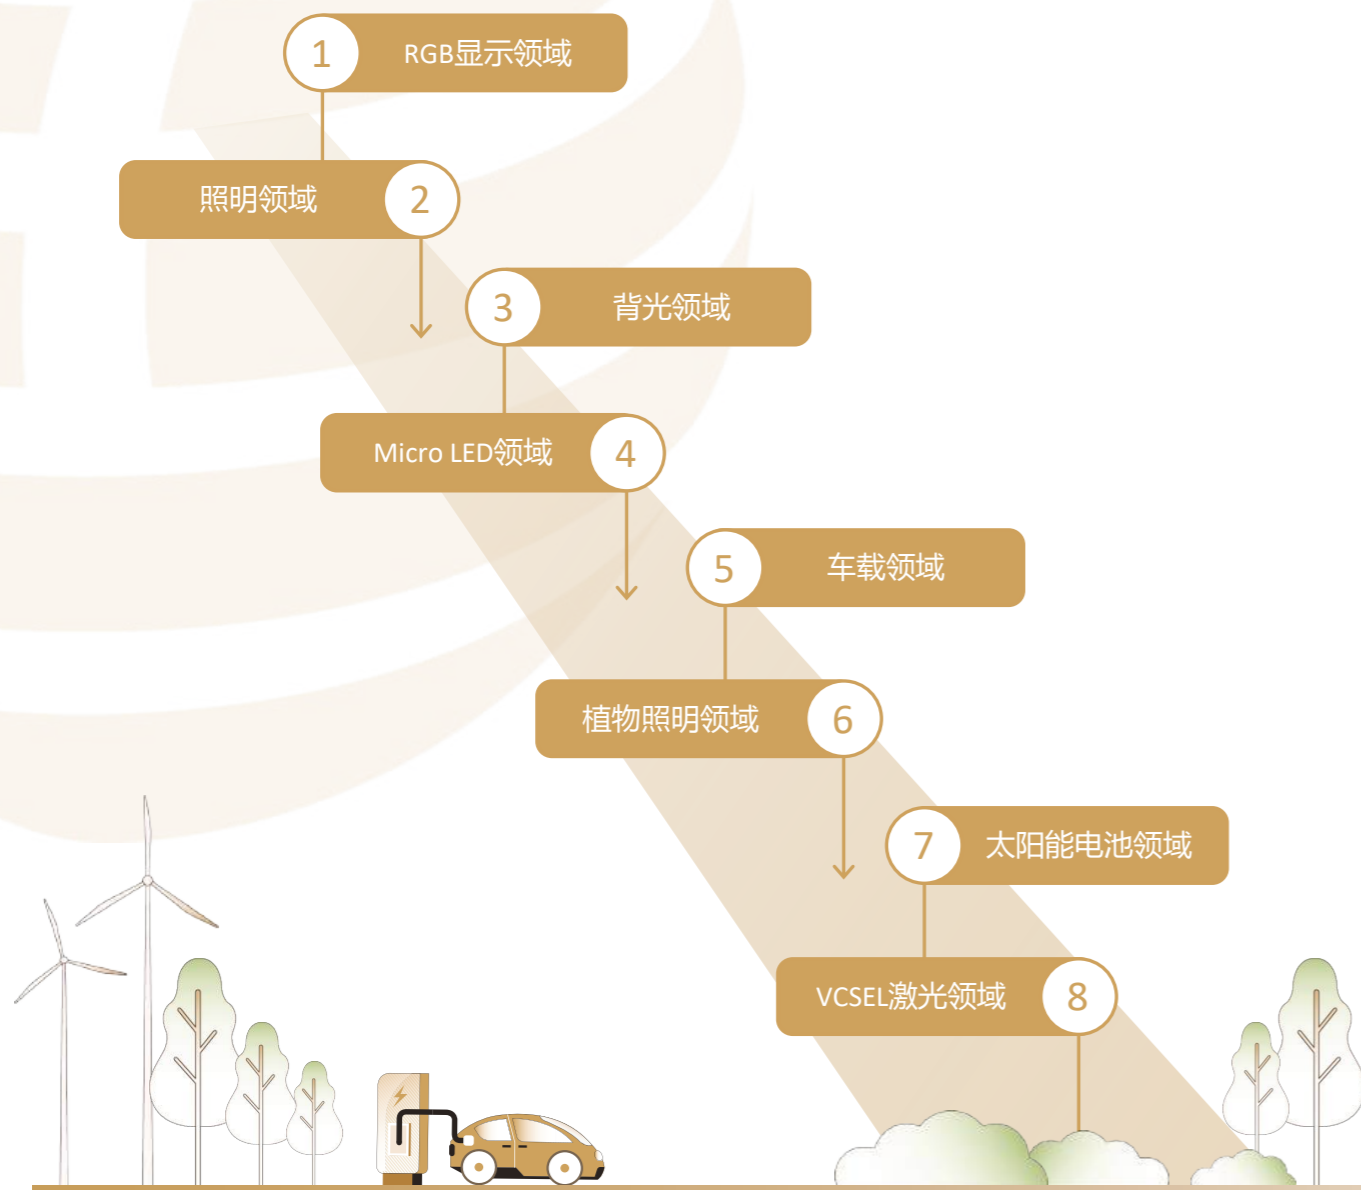 1 RGB显示领域
照明领域 2
3 背光领域
Micro LED领域 4
5 车载领域
植物照明领域 6
7 太阳能电池领域
VCSEL激光领域 8